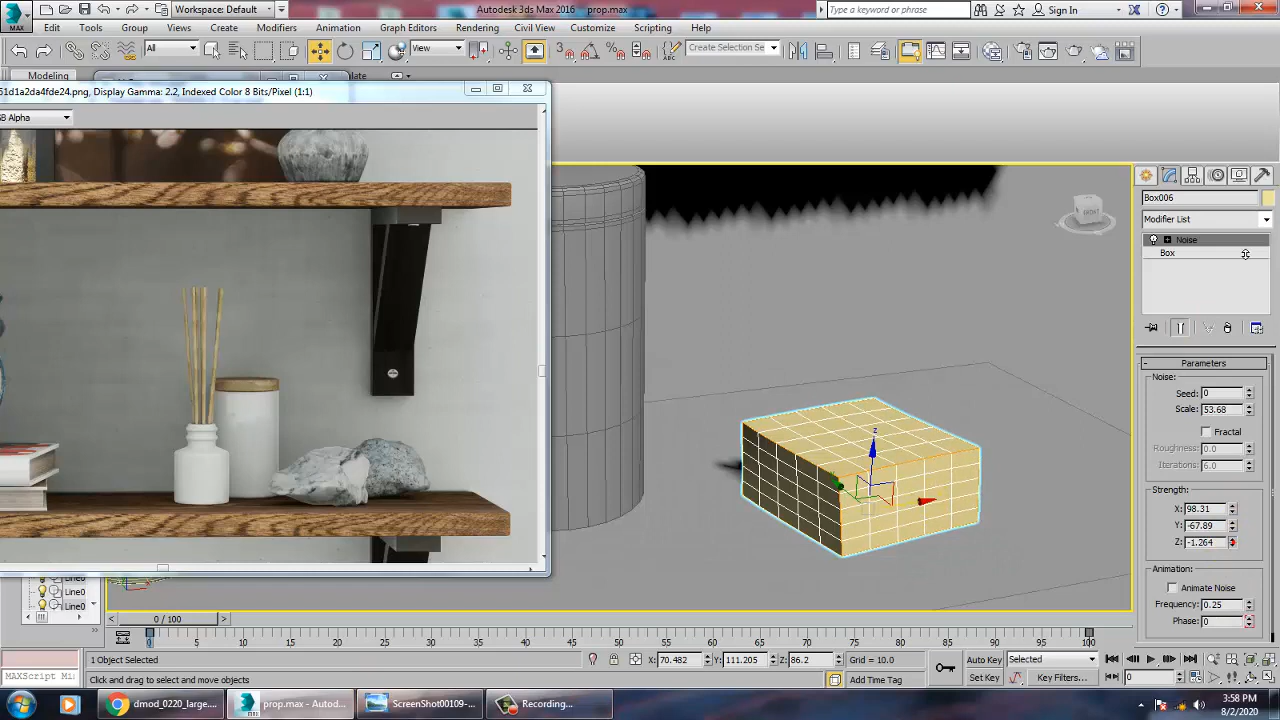 MAX
Workspace: Default
Autodesk 3ds Max 2016
prop.max
Type a keyword or phrase
Sign In
Edit
Tools
Group
Views
Create
Modifiers
Animation
Graph Editors
Rendering
Civil View
Customize
Scripting
Help
All
View
Create Selection Se
Modeling
late
51d1a2da4fde24.png, Display Gamma: 2.2, Indexed Color 8 Bits/Pixel (1:1)
B Alpha
Box006
Modifier List
Noise
Box
Parameters
Noise:
Seed: 0
Scale: 53.68
Fractal
Roughness: 0.0
Iterations: 6.0
Strength:
X: 98.31
Y: -67.89
Z: -1.264
Animation:
Animate Noise
Frequency: 0.25
Phase: 0
FRONT
z
Line0
Line0
Line0
0 / 100
0 5 10 15 20 25 30 35 40 45 50 55 60 65 70 75 80 85 90 95 100
1 Object Selected
X: 70.482
Y: 111.205
Z: 86.2
Grid = 10.0
Auto Key
Selected
MAXScript Mi
Click and drag to select and move objects
Add Time Tag
Set Key
Key Filters...
0
dmod_0220_large....
prop.max - Autod...
ScreenShot00109-...
Recording...
3:58 PM
8/2/2020